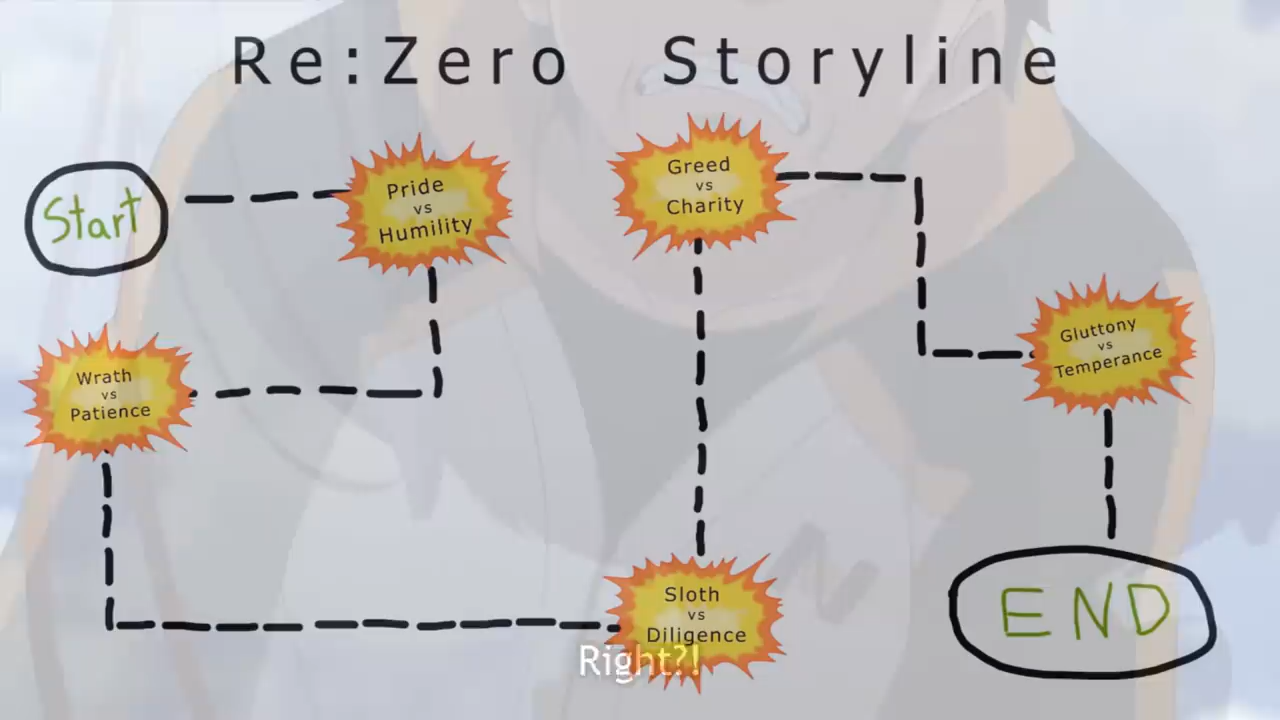 Re:Zero Storyline
Start
Pride
vs
Humility
Greed
vs
Charity
Wrath
vs
Patience
Gluttony
vs
Temperance
Sloth
vs
Diligence
Right?!
END